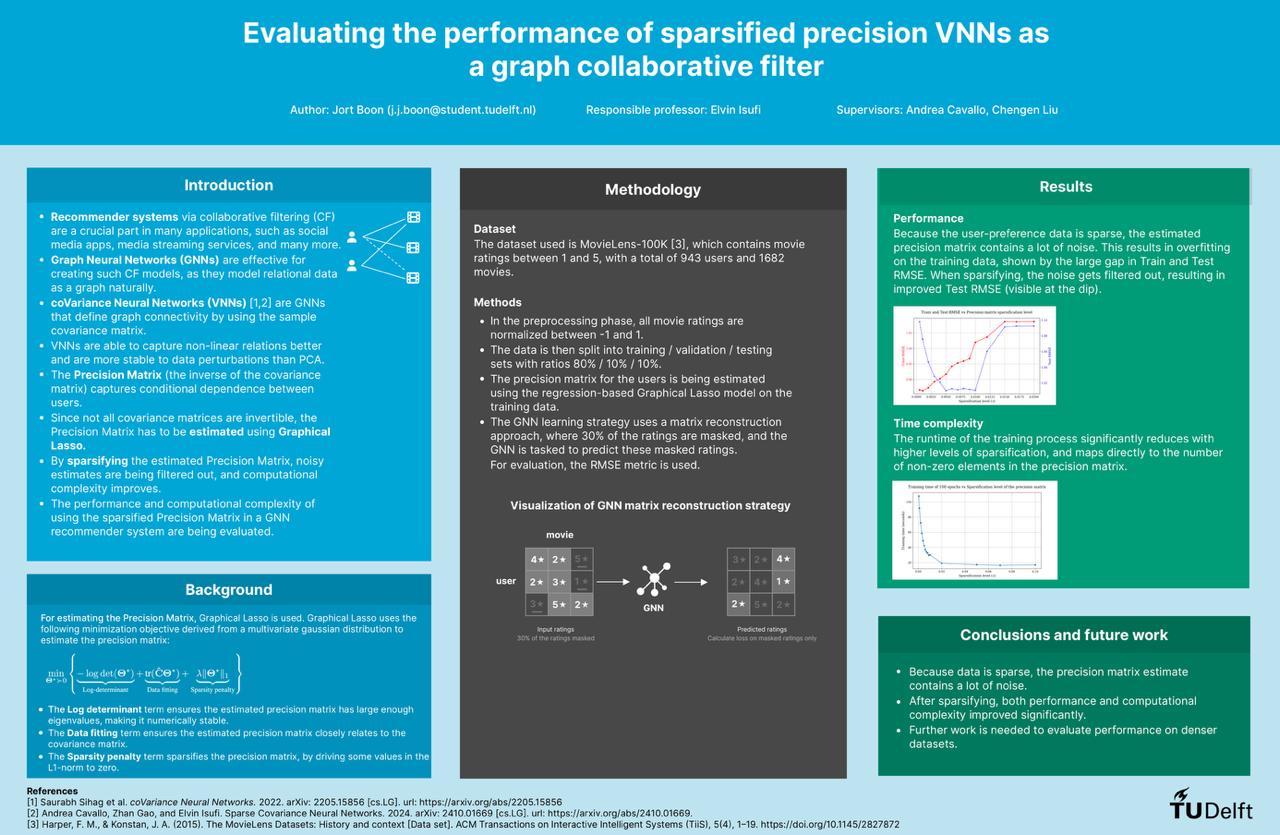 Evaluating the performance of sparsified precision VNNs as
a graph collaborative filter
Author: Jort Boon (j.j.boon@student.tudelft.nl)
Responsible professor: Elvin Isufi
Supervisors: Andrea Cavallo, Chengen Liu
Introduction
• Recommender systems via collaborative filtering (CF)
are a crucial part in many applications, such as social
media apps, media streaming services, and many more.
• Graph Neural Networks (GNNs) are effective for
creating such CF models, as they model relational data
as a graph naturally.
• coVariance Neural Networks (VNNs) [1,2] are GNNs
that define graph connectivity by using the sample
covariance matrix.
• VNNs are able to capture non-linear relations better
and are more stable to data perturbations than PCA.
• The Precision Matrix (the inverse of the covariance
matrix) captures conditional dependence between
users.
• Since not all covariance matrices are invertible, the
Precision Matrix has to be estimated using Graphical
Lasso.
• By sparsifying the estimated Precision Matrix, noisy
estimates are being filtered out, and computational
complexity improves.
• The performance and computational complexity of
using the sparsified Precision Matrix in a GNN
recommender system are being evaluated.
Background
For estimating the Precision Matrix, Graphical Lasso is used. Graphical Lasso uses the
following minimization objective derived from a multivariate gaussian distribution to
estimate the precision matrix:
min Θ*≻0 { − log det(Θ*) + tr(ĈΘ*) + λ∥Θ*∥1 }
Log-determinant Data fitting Sparsity penalty
• The Log determinant term ensures the estimated precision matrix has large enough
eigenvalues, making it numerically stable.
• The Data fitting term ensures the estimated precision matrix closely relates to the
covariance matrix.
• The Sparsity penalty term sparsifies the precision matrix, by driving some values in the
L1-norm to zero.
Methodology
Dataset
The dataset used is MovieLens-100K [3], which contains movie
ratings between 1 and 5, with a total of 943 users and 1682
movies.
Methods
• In the preprocessing phase, all movie ratings are
normalized between -1 and 1.
• The data is then split into training / validation / testing
sets with ratios 80% / 10% / 10%.
• The precision matrix for the users is being estimated
using the regression-based Graphical Lasso model on the
training data.
• The GNN learning strategy uses a matrix reconstruction
approach, where 30% of the ratings are masked, and the
GNN is tasked to predict these masked ratings.
For evaluation, the RMSE metric is used.
Visualization of GNN matrix reconstruction strategy
movie
user
4★ 2★ 5★
2★ 3★ 1★
3★ 5★ 2★
GNN
3★ 2★ 4★
2★ 4★ 1★
2★ 5★ 2★
Input ratings
30% of the ratings masked
Predicted ratings
Calculate loss on masked ratings only
Results
Performance
Because the user-preference data is sparse, the estimated
precision matrix contains a lot of noise. This results in overfitting
on the training data, shown by the large gap in Train and Test
RMSE. When sparsifying, the noise gets filtered out, resulting in
improved Test RMSE (visible at the dip).
Train and Test RMSE vs Precision matrix sparsification level
Train RMSE
Test RMSE
Time complexity
The runtime of the training process significantly reduces with
higher levels of sparsification, and maps directly to the number
of non-zero elements in the precision matrix.
Training time of 100 epochs vs Sparsification level of the precision matrix
Training time (seconds)
Conclusions and future work
• Because data is sparse, the precision matrix estimate
contains a lot of noise.
• After sparsifying, both performance and computational
complexity improved significantly.
• Further work is needed to evaluate performance on denser
datasets.
References
[1] Saurabh Sihag et al. coVariance Neural Networks. 2022. arXiv: 2205.15856 [cs.LG]. url: https://arxiv.org/abs/2205.15856
[2] Andrea Cavallo, Zhan Gao, and Elvin Isufi. Sparse Covariance Neural Networks. 2024. arXiv: 2410.01669 [cs.LG]. url: https://arxiv.org/abs/2410.01669.
[3] Harper, F. M., & Konstan, J. A. (2015). The MovieLens Datasets: History and context [Data set]. ACM Transactions on Interactive Intelligent Systems (TiiS), 5(4), 1–19. https://doi.org/10.1145/2827872
TUDelft